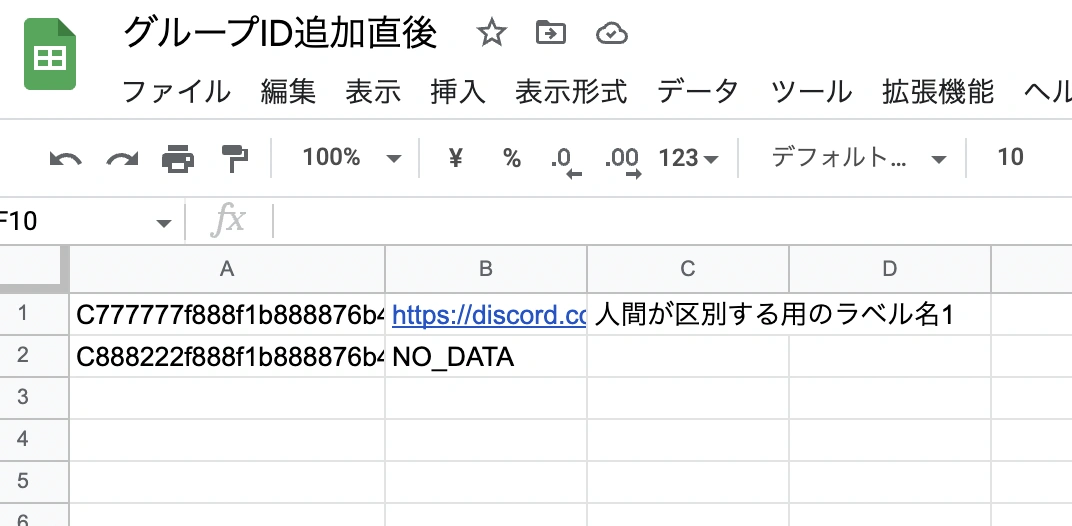 グループID追加直後
ファイル 編集 表示 挿入 表示形式 データ ツール 拡張機能 ヘル
100% ¥ % .0 .00 123 デフォルト... 10
F10 fx
A B C D
1 C777777f888f1b888876b4 https://discord.co 人間が区別する用のラベル名1
2 C888222f888f1b888876b4 NO_DATA
3
4
5
6